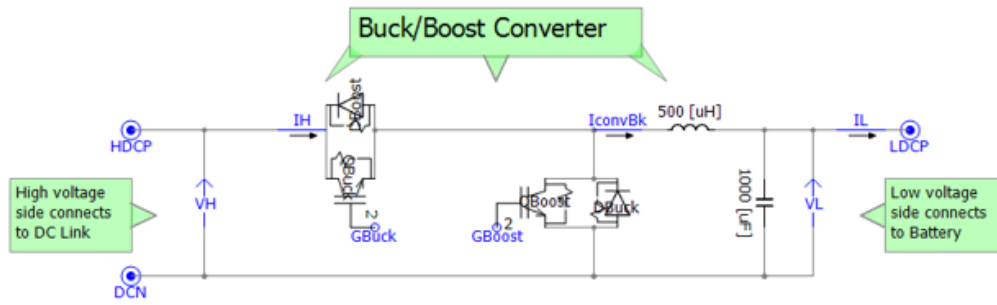 Buck/Boost Converter
DBoost
500 [uH]
IH
IconvBk
IL
HDCP
LDCP
QBuck
High voltage
side connects
to DC Link
VH
2
GBuck
QBoost
2
GBoost
DBuck
1000 [uF]
VL
Low voltage
side connects
to Battery
DCN